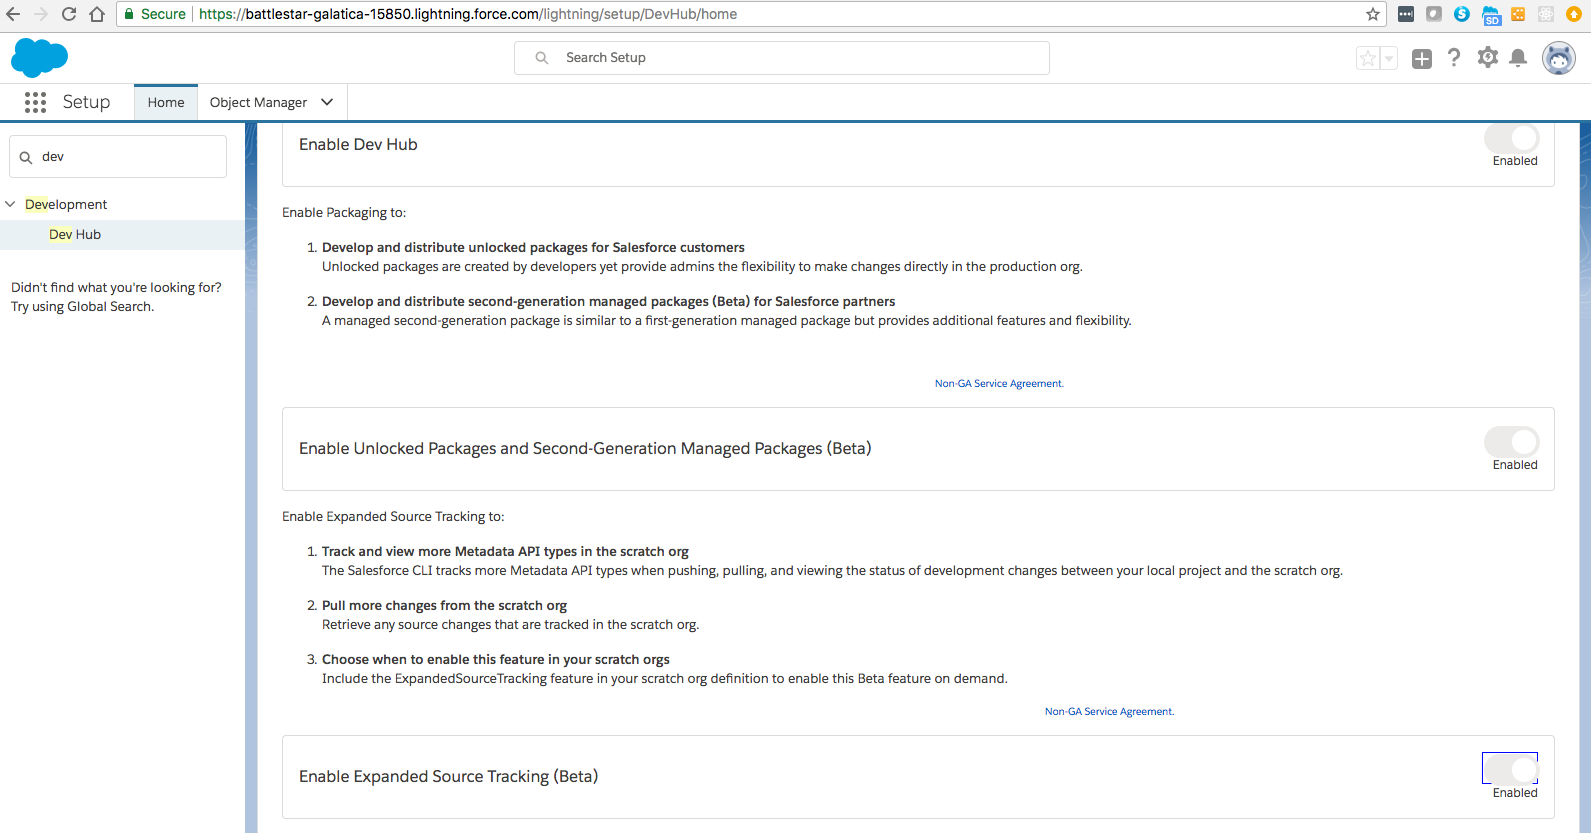 Secure https://battlestar-galatica-15850.lightning.force.com/lightning/setup/DevHub/home
SD
Search Setup
Setup
Home
Object Manager
dev
Development
Dev Hub
Didn't find what you're looking for?
Try using Global Search.
Enable Dev Hub
Enabled
Enable Packaging to:
1. Develop and distribute unlocked packages for Salesforce customers
Unlocked packages are created by developers yet provide admins the flexibility to make changes directly in the production org.
2. Develop and distribute second-generation managed packages (Beta) for Salesforce partners
A managed second-generation package is similar to a first-generation managed package but provides additional features and flexibility.
Non-GA Service Agreement.
Enable Unlocked Packages and Second-Generation Managed Packages (Beta)
Enabled
Enable Expanded Source Tracking to:
1. Track and view more Metadata API types in the scratch org
The Salesforce CLI tracks more Metadata API types when pushing, pulling, and viewing the status of development changes between your local project and the scratch org.
2. Pull more changes from the scratch org
Retrieve any source changes that are tracked in the scratch org.
3. Choose when to enable this feature in your scratch orgs
Include the ExpandedSourceTracking feature in your scratch org definition to enable this Beta feature on demand.
Non-GA Service Agreement.
Enable Expanded Source Tracking (Beta)
Enabled